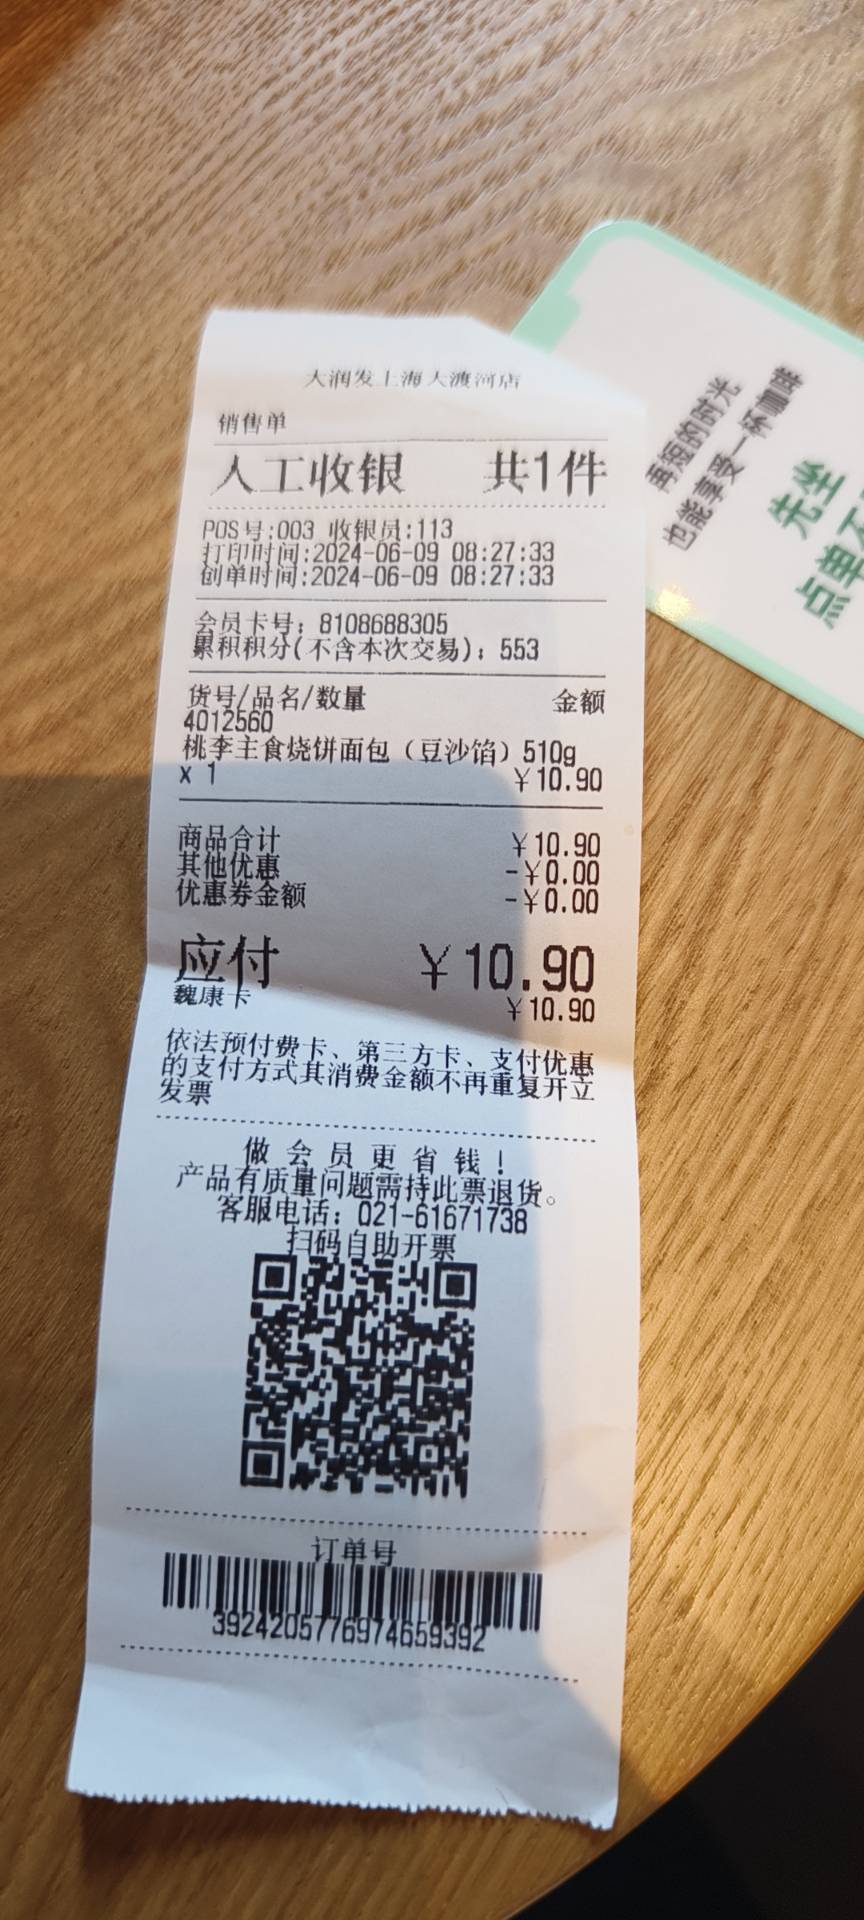 大润发上海大渡河店
销售单
人工收银 共1件
POS号:003 收银员:113
打印时间:2024-06-09 08:27:33
创单时间:2024-06-09 08:27:33
会员卡号：8108688305
累积积分(不含本次交易)：553
货号/品名/数量 金额
4012560
桃李主食烧饼面包（豆沙馅）510g
x 1 ￥10.90
商品合计 ￥10.90
其他优惠 -￥0.00
优惠券金额 -￥0.00
应付 ￥10.90
魏康卡 ￥10.90
依法预付费卡、第三方卡、支付优惠
的支付方式其消费金额不再重复开立
发票
做会员更省钱！
产品有质量问题需持此票退货。
客服电话：021-61671738
扫码自助开票
订单号
3924205776974659392
再短的时光
也能享受一杯咖啡
先坐
点单不